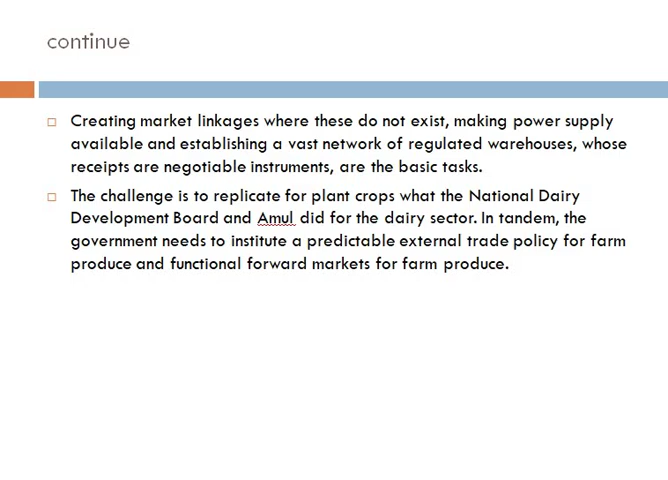 continue
Creating market linkages where these do not exist, making power supply
available and establishing a vast network of regulated warehouses, whose
receipts are negotiable instruments, are the basic tasks.
The challenge is to replicate for plant crops what the National Dairy
Development Board and Amul did for the dairy sector. In tandem, the
government needs to institute a predictable external trade policy for farm
produce and functional forward markets for farm produce.